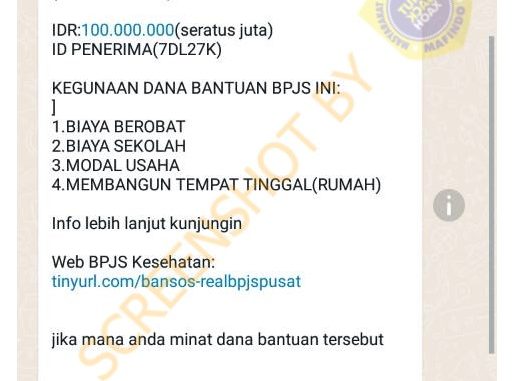 IDR:100.000.000(seratus juta)
ID PENERIMA(7DL27K)
KEGUNAAN DANA BANTUAN BPJS INI:
]
1.BIAYA BEROBAT
2.BIAYA SEKOLAH
3.MODAL USAHA
4.MEMBANGUN TEMPAT TINGGAL(RUMAH)
Info lebih lanjut kunjungin
Web BPJS Kesehatan:
tinyurl.com/bansos-realbpjspusat
jika mana anda minat dana bantuan tersebut
SCREENSHOT BY
MAFINDO
HOAX